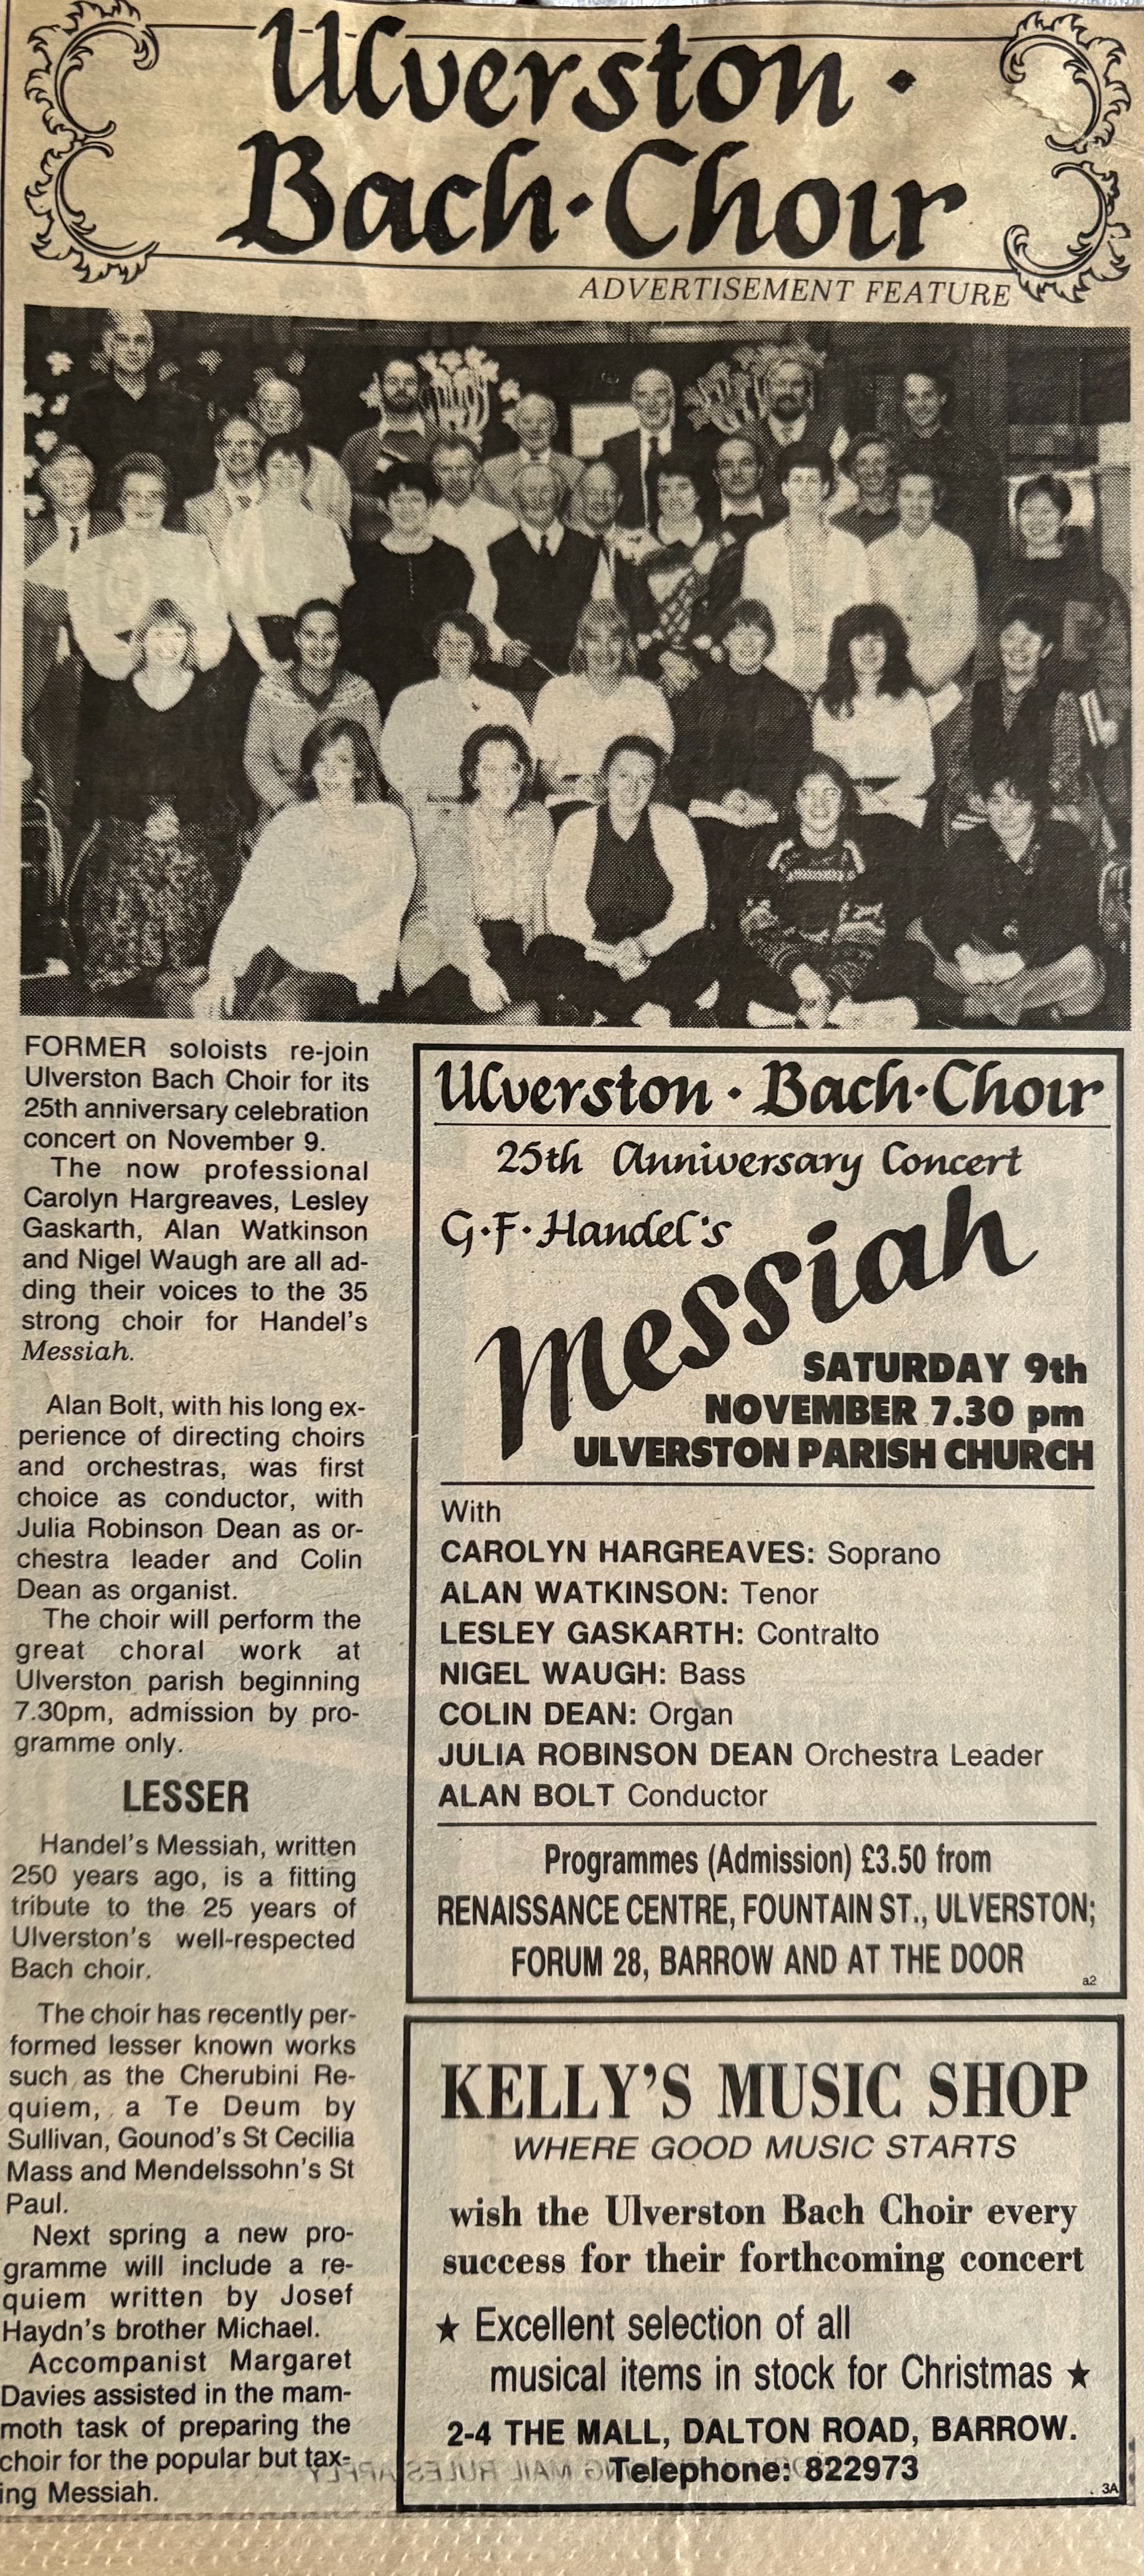 Ulverston ·
Bach·Choir
ADVERTISEMENT FEATURE
FORMER soloists re-join
Ulverston Bach Choir for its
25th anniversary celebration
concert on November 9.
The now professional
Carolyn Hargreaves, Lesley
Gaskarth, Alan Watkinson
and Nigel Waugh are all ad-
ding their voices to the 35
strong choir for Handel's
Messiah.
Alan Bolt, with his long ex-
perience of directing choirs
and orchestras, was first
choice as conductor, with
Julia Robinson Dean as or-
chestra leader and Colin
Dean as organist.
The choir will perform the
great choral work at
Ulverston parish beginning
7.30pm, admission by pro-
gramme only.
LESSER
Handel's Messiah, written
250 years ago, is a fitting
tribute to the 25 years of
Ulverston's well-respected
Bach choir.
The choir has recently per-
formed lesser known works
such as the Cherubini Re-
quiem, a Te Deum by
Sullivan, Gounod's St Cecilia
Mass and Mendelssohn's St
Paul.
Next spring a new pro-
gramme will include a re-
quiem written by Josef
Haydn's brother Michael.
Accompanist Margaret
Davies assisted in the mam-
moth task of preparing the
choir for the popular but tax-
ing Messiah.
Ulverston · Bach·Choir
25th Anniversary Concert
G·F·Handel's
Messiah
SATURDAY 9th
NOVEMBER 7.30 pm
ULVERSTON PARISH CHURCH
With
CAROLYN HARGREAVES: Soprano
ALAN WATKINSON: Tenor
LESLEY GASKARTH: Contralto
NIGEL WAUGH: Bass
COLIN DEAN: Organ
JULIA ROBINSON DEAN Orchestra Leader
ALAN BOLT Conductor
Programmes (Admission) £3.50 from
RENAISSANCE CENTRE, FOUNTAIN ST., ULVERSTON;
FORUM 28, BARROW AND AT THE DOOR
a2
KELLY'S MUSIC SHOP
WHERE GOOD MUSIC STARTS
wish the Ulverston Bach Choir every
success for their forthcoming concert
★ Excellent selection of all
musical items in stock for Christmas ★
2-4 THE MALL, DALTON ROAD, BARROW.
Telephone: 822973
3A